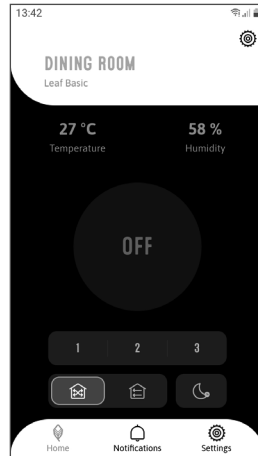 13:42
DINING ROOM
Leaf Basic
27 °C 58 %
Temperature Humidity
OFF
1 2 3
Home Notifications Settings